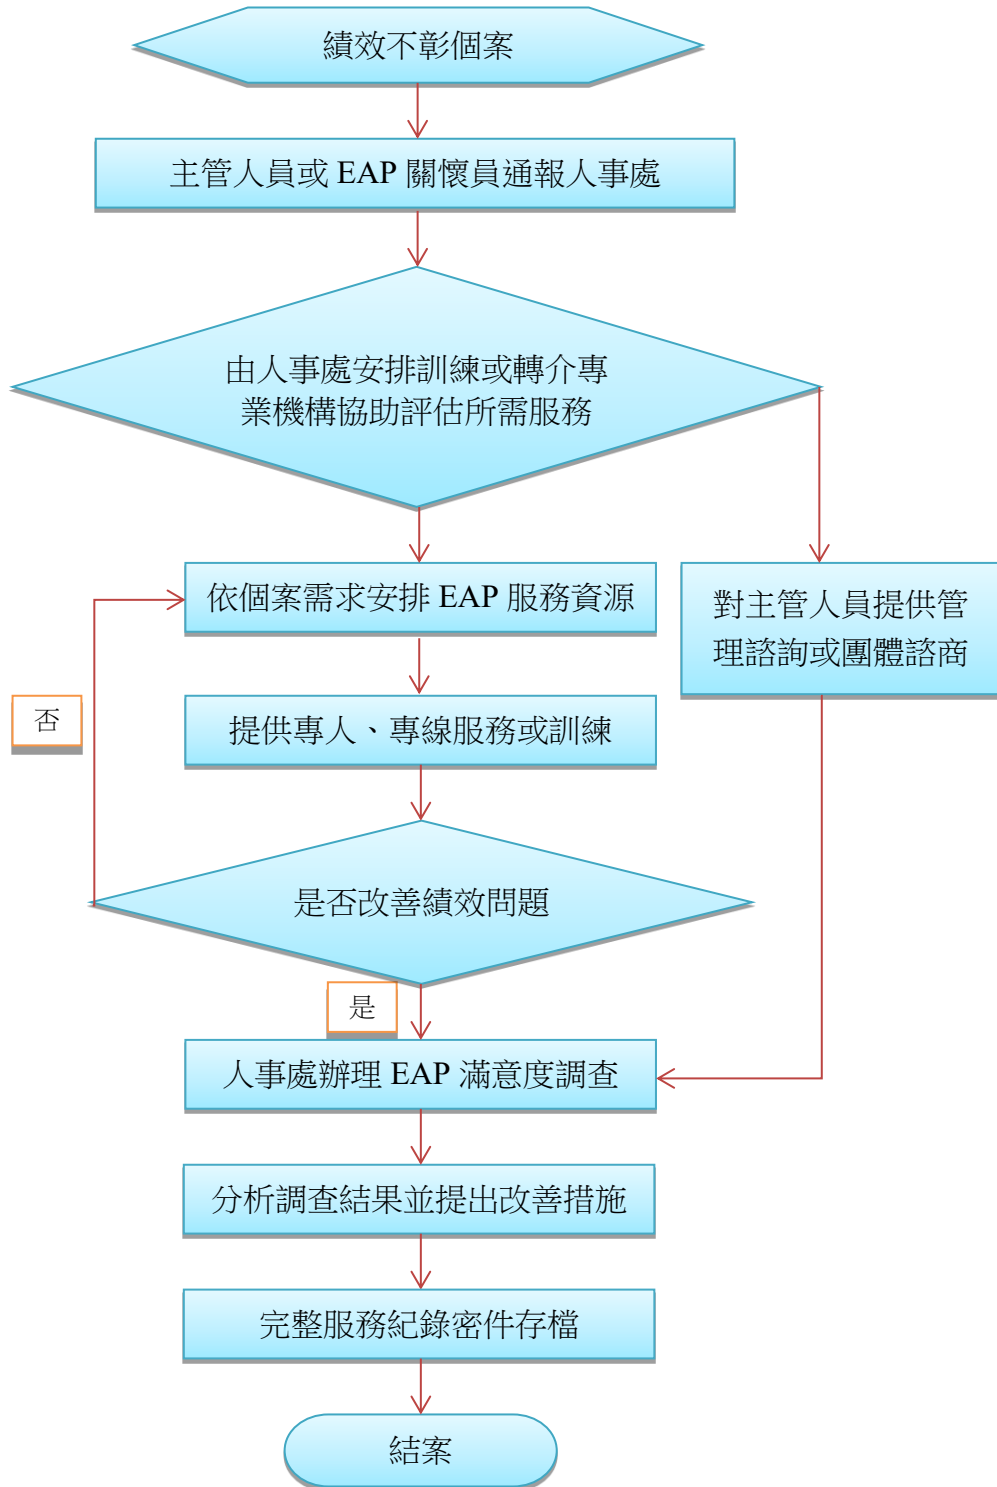 績效不彰個案
主管人員或 EAP 關懷員通報人事處
由人事處安排訓練或轉介專
業機構協助評估所需服務
依個案需求安排 EAP 服務資源
對主管人員提供管
理諮詢或團體諮商
否
提供專人、專線服務或訓練
是否改善績效問題
是
人事處辦理 EAP 滿意度調查
分析調查結果並提出改善措施
完整服務紀錄密件存檔
結案